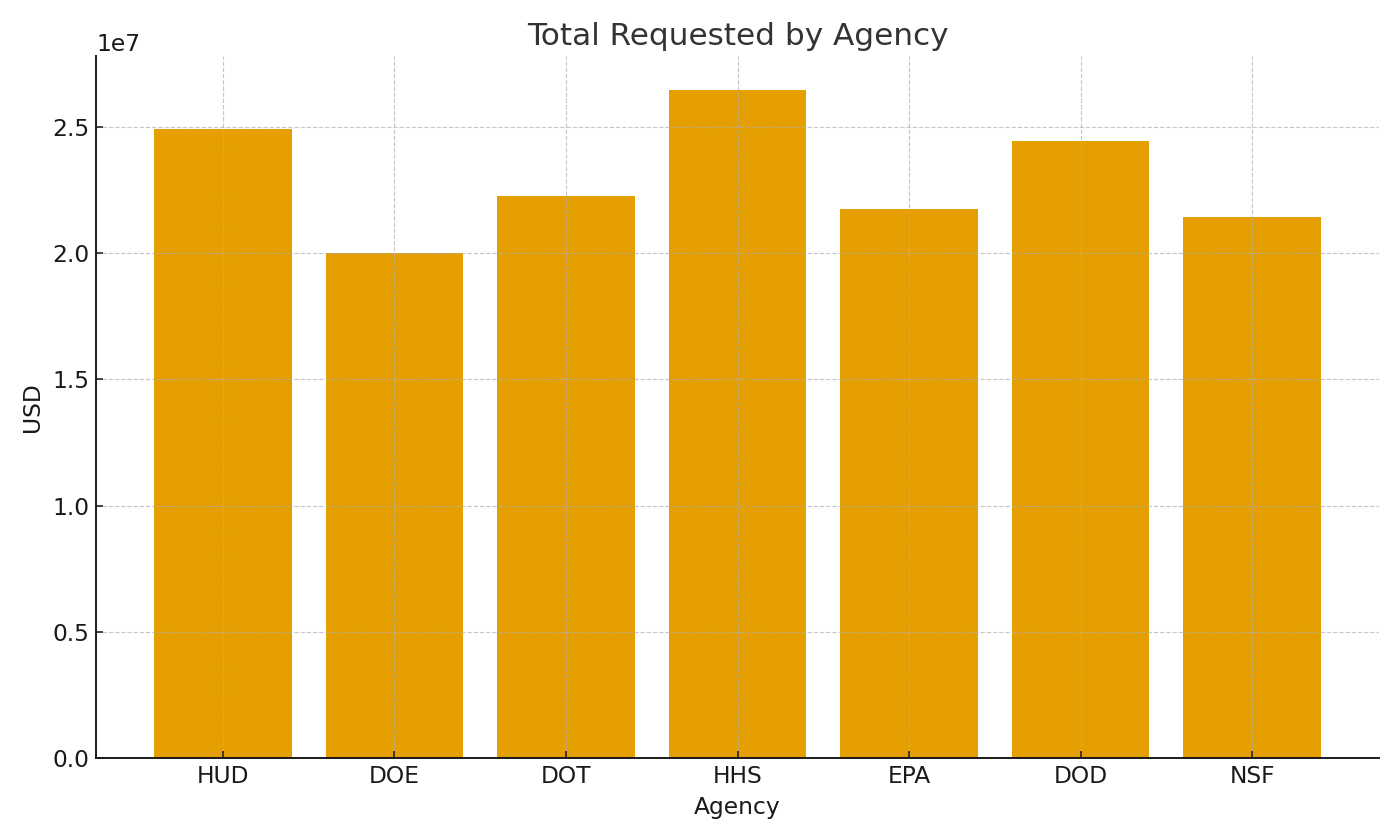 Total Requested by Agency
1e7
2.5
2.0
1.5
1.0
0.5
0.0
USD
HUD DOE DOT HHS EPA DOD NSF
Agency